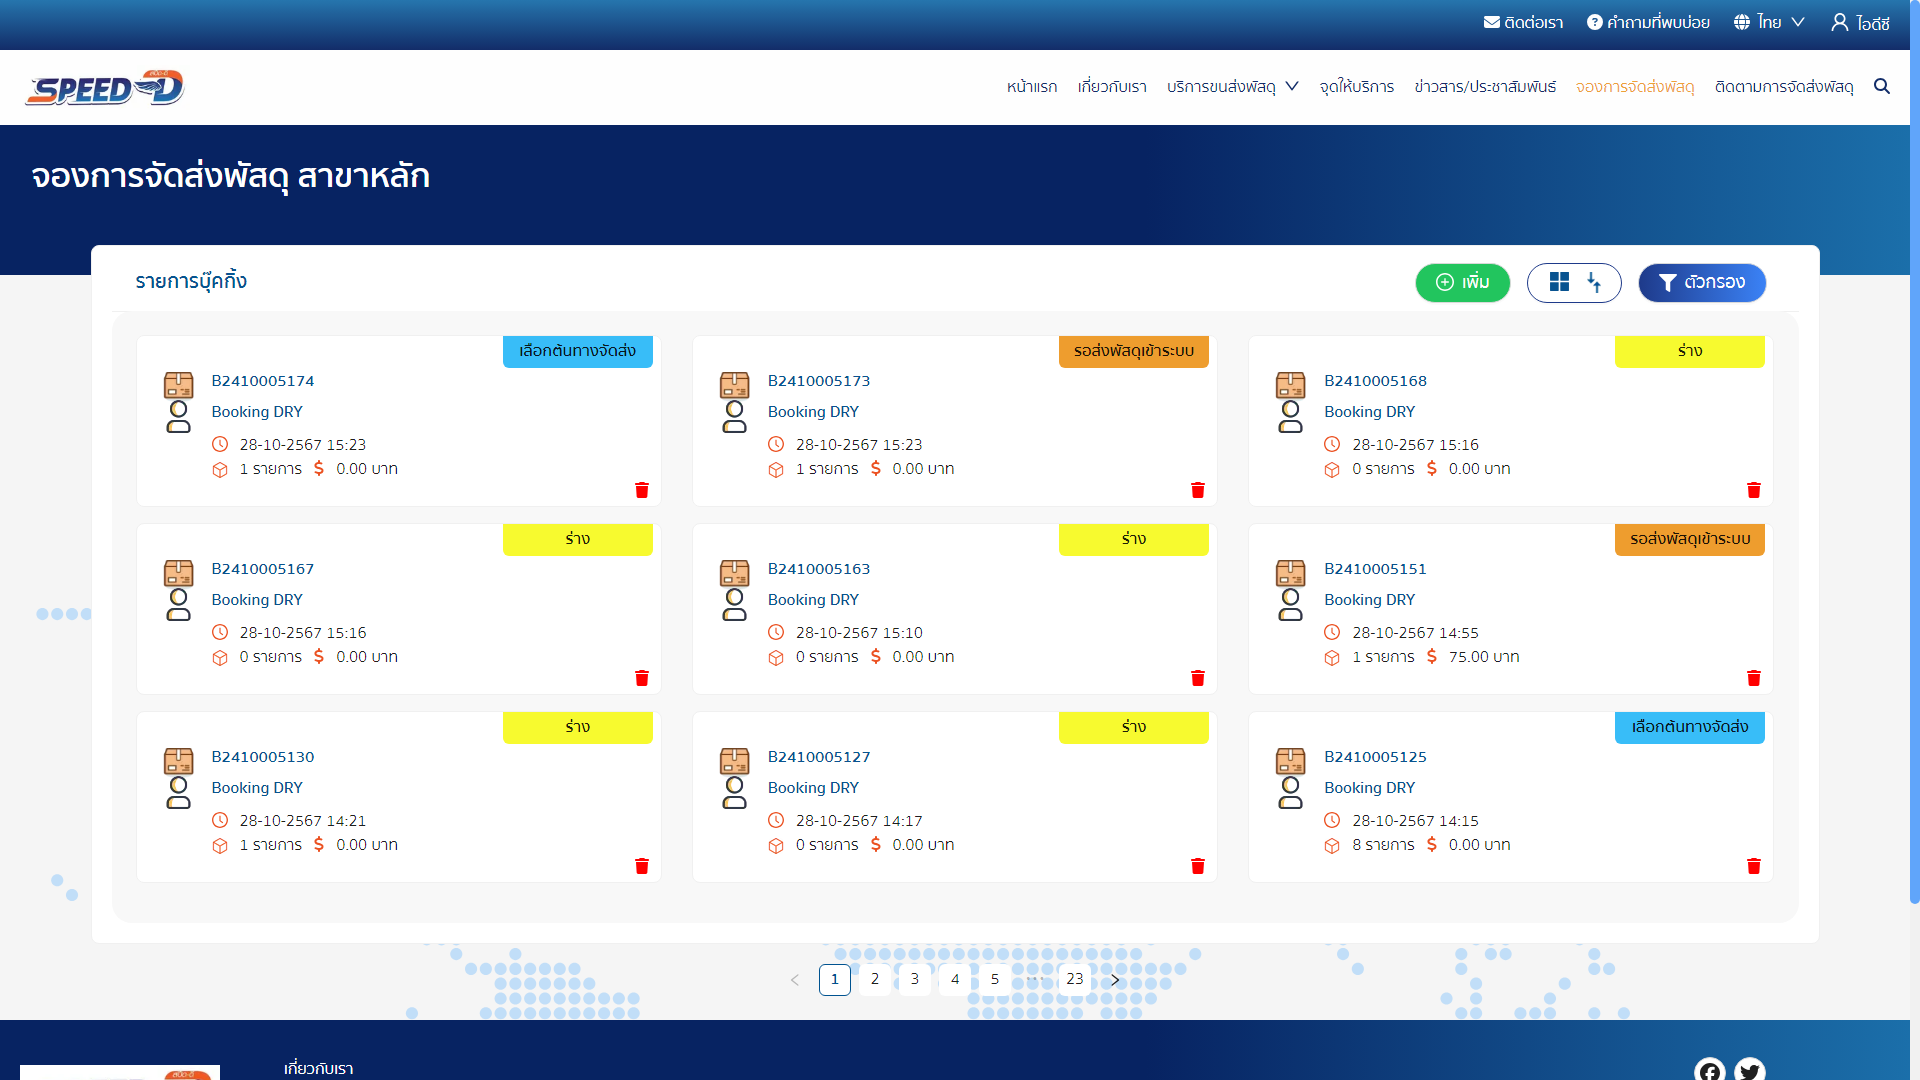 ติดต่อเรา คำถามที่พบบ่อย ไทย ไอดีซี
SPEED-D
หน้าแรก เกี่ยวกับเรา บริการขนส่งพัสดุ จุดให้บริการ ข่าวสาร/ประชาสัมพันธ์ จองการจัดส่งพัสดุ ติดตามการจัดส่งพัสดุ
จองการจัดส่งพัสดุ สาขาหลัก
รายการบุ๊คกิ้ง
เพิ่ม
ตัวกรอง
เลือกต้นทางจัดส่ง
B2410005174
Booking DRY
28-10-2567 15:23
1 รายการ $ 0.00 บาท
รอส่งพัสดุเข้าระบบ
B2410005173
Booking DRY
28-10-2567 15:23
1 รายการ $ 0.00 บาท
ร่าง
B2410005168
Booking DRY
28-10-2567 15:16
0 รายการ $ 0.00 บาท
ร่าง
B2410005167
Booking DRY
28-10-2567 15:16
0 รายการ $ 0.00 บาท
ร่าง
B2410005163
Booking DRY
28-10-2567 15:10
0 รายการ $ 0.00 บาท
รอส่งพัสดุเข้าระบบ
B2410005151
Booking DRY
28-10-2567 14:55
1 รายการ $ 75.00 บาท
ร่าง
B2410005130
Booking DRY
28-10-2567 14:21
1 รายการ $ 0.00 บาท
ร่าง
B2410005127
Booking DRY
28-10-2567 14:17
0 รายการ $ 0.00 บาท
เลือกต้นทางจัดส่ง
B2410005125
Booking DRY
28-10-2567 14:15
8 รายการ $ 0.00 บาท
< 1 2 3 4 5 ••• 23 >
เกี่ยวกับเรา